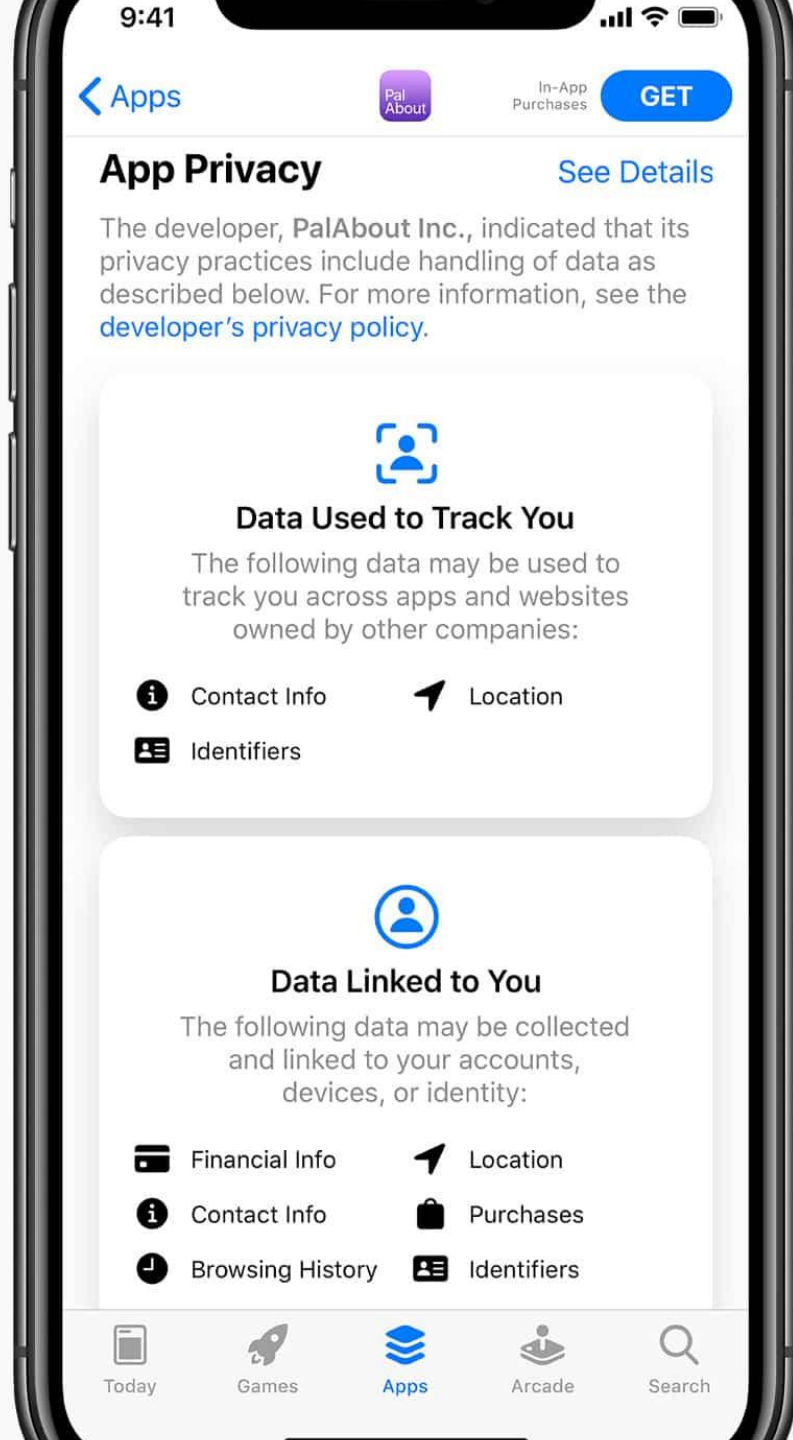 9:41
Apps
Pal
About
In-App
Purchases
GET
App Privacy
See Details
The developer, PalAbout Inc., indicated that its
privacy practices include handling of data as
described below. For more information, see the
developer’s privacy policy.
Data Used to Track You
The following data may be used to
track you across apps and websites
owned by other companies:
Contact Info
Location
Identifiers
Data Linked to You
The following data may be collected
and linked to your accounts,
devices, or identity:
Financial Info
Location
Contact Info
Purchases
Browsing History
Identifiers
Today
Games
Apps
Arcade
Search